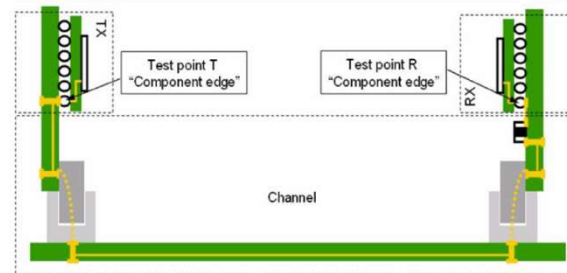 TX
Test point T
"Component edge"
Test point R
"Component edge"
RX
Channel